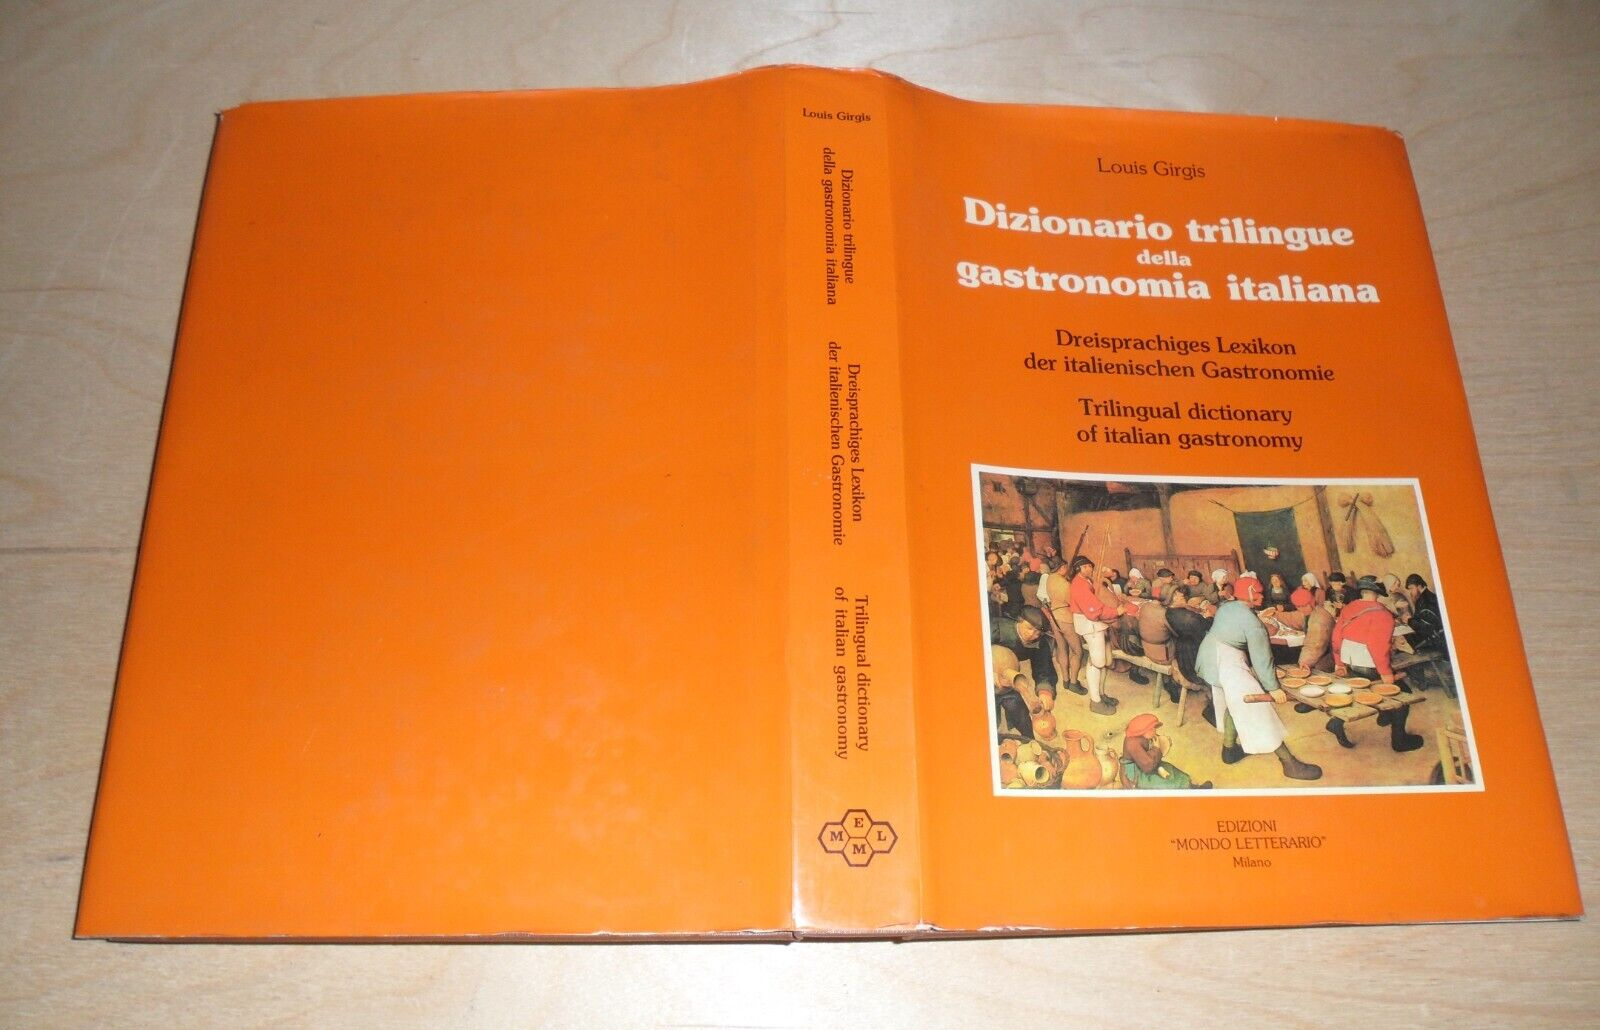 Louis Girgis
Dizionario trilingue
della gastronomia italiana
Dreisprachiges Lexikon
der italienischen Gastronomie
Trilingual dictionary
of italian gastronomy
E
M L
M
Louis Girgis
Dizionario trilingue
della
gastronomia italiana
Dreisprachiges Lexikon
der italienischen Gastronomie
Trilingual dictionary
of italian gastronomy
EDIZIONI
"MONDO LETTERARIO"
Milano